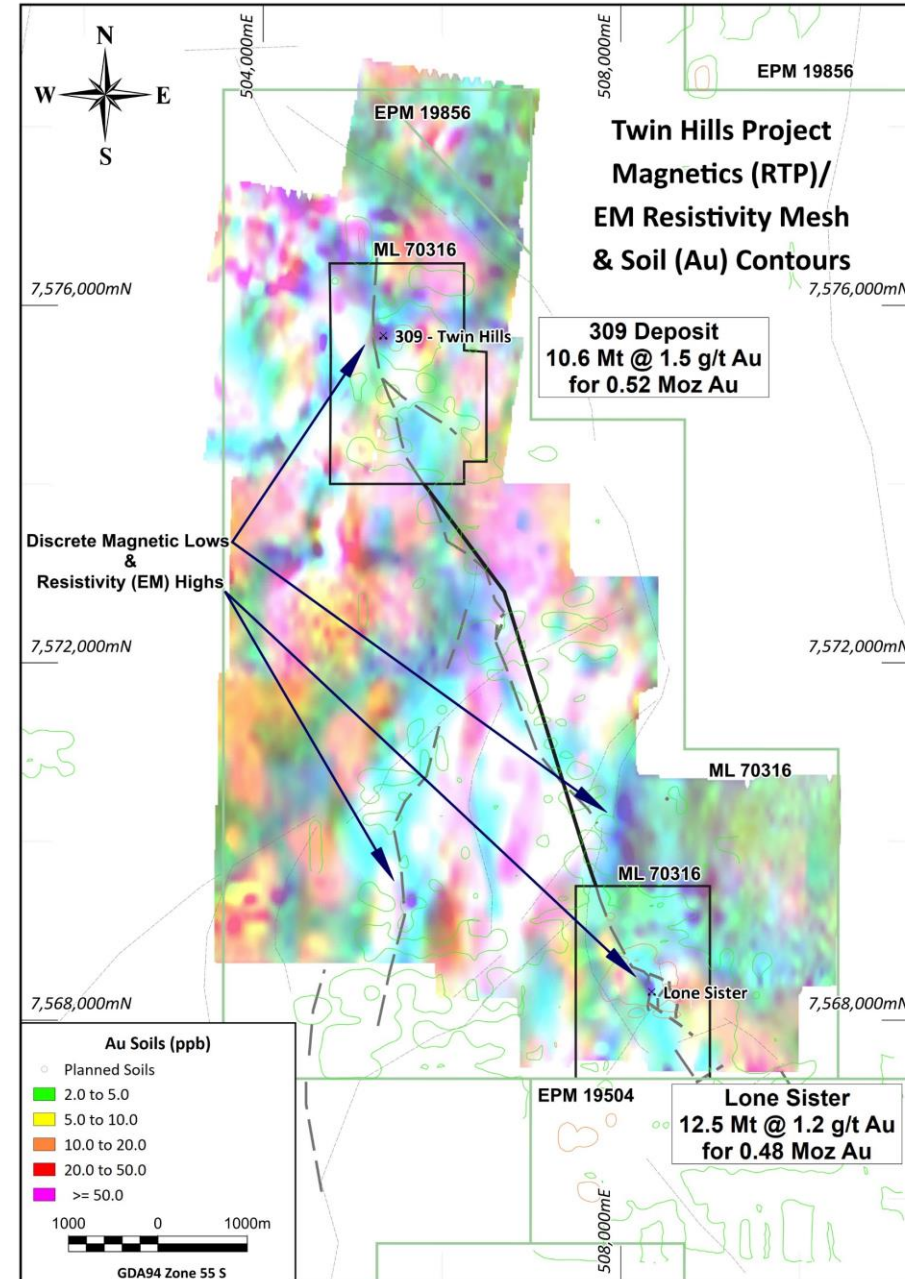 N
W E
S
504,000mE
508,000mE
EPM 19856
EPM 19856
Twin Hills Project
Magnetics (RTP)/
EM Resistivity Mesh
& Soil (Au) Contours
ML 70316
7,576,000mN
7,576,000mN
309 - Twin Hills
309 Deposit
10.6 Mt @ 1.5 g/t Au
for 0.52 Moz Au
Discrete Magnetic Lows
&
Resistivity (EM) Highs
7,572,000mN
7,572,000mN
ML 70316
ML 70316
Lone Sister
7,568,000mN
7,568,000mN
EPM 19504
Lone Sister
12.5 Mt @ 1.2 g/t Au
for 0.48 Moz Au
508,000mE
Au Soils (ppb)
Planned Soils
2.0 to 5.0
5.0 to 10.0
10.0 to 20.0
20.0 to 50.0
>= 50.0
1000 0 1000m
GDA94 Zone 55 S